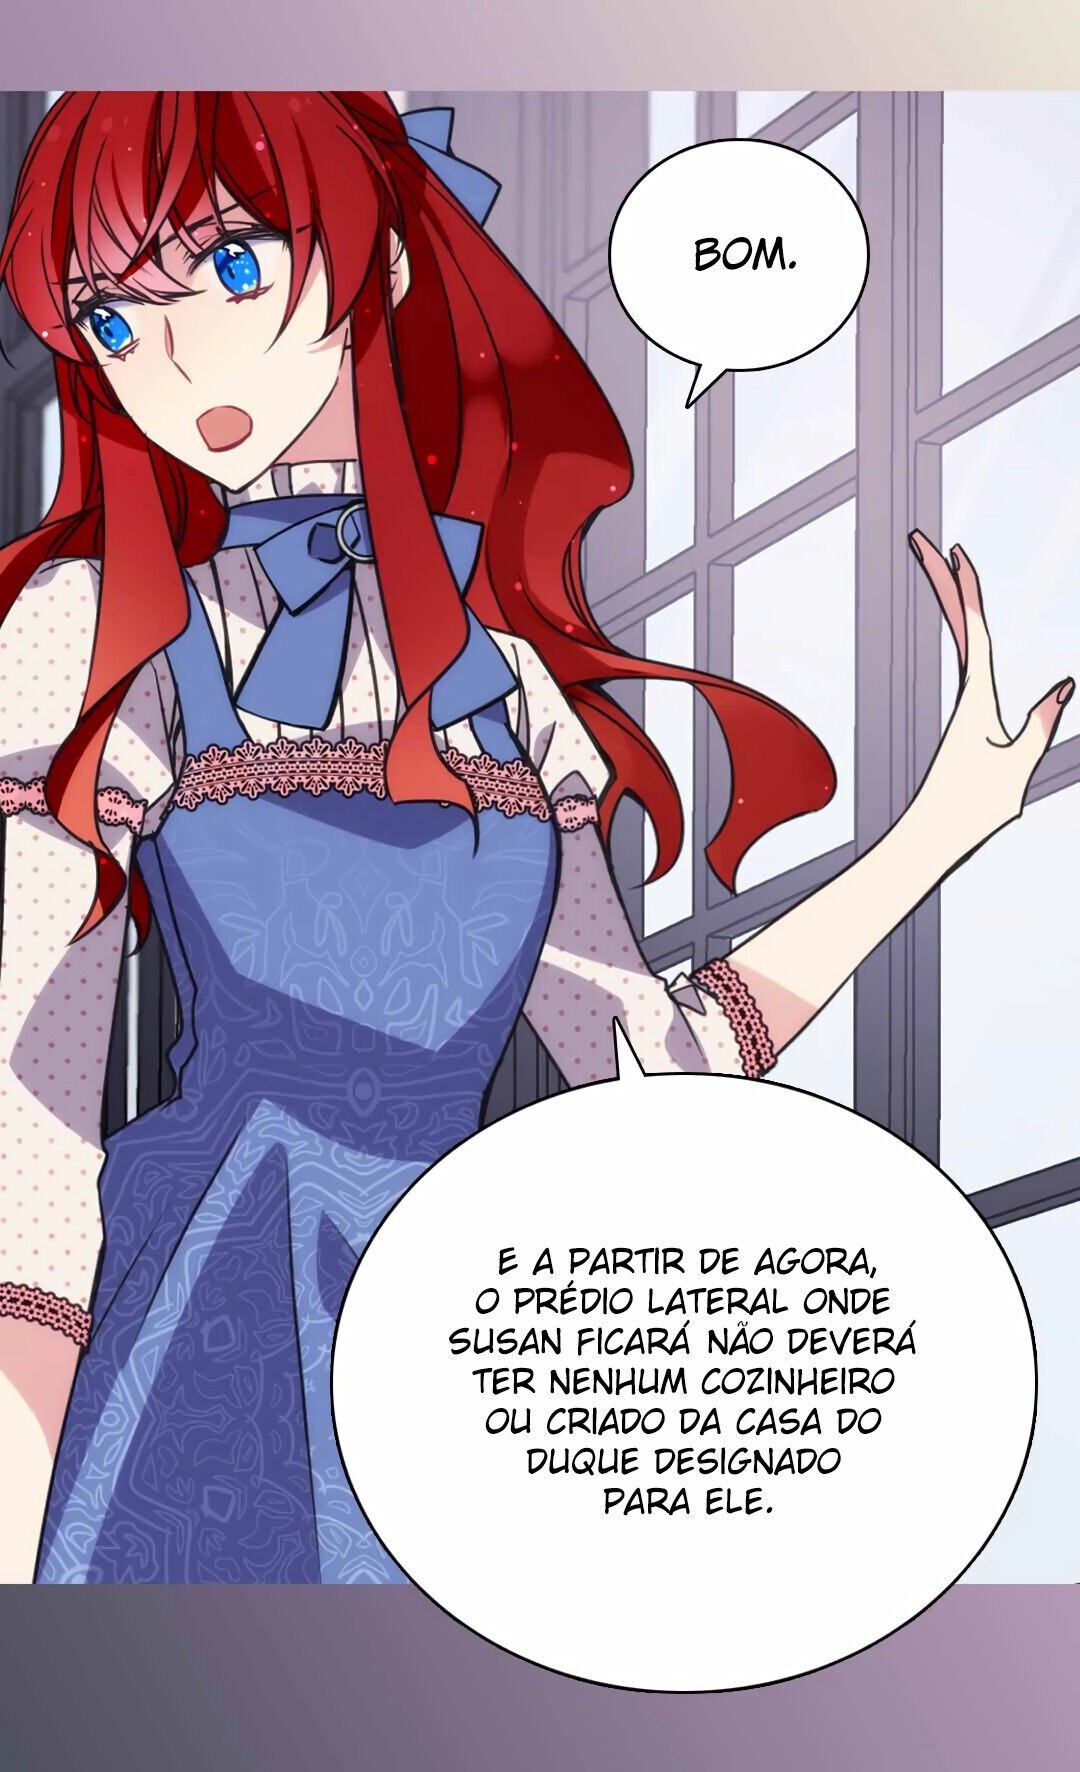 BOM.
E A PARTIR DE AGORA,
O PRÉDIO LATERAL ONDE
SUSAN FICARÁ NÃO DEVERÁ
TER NENHUM COZINHEIRO
OU CRIADO DA CASA DO
DUQUE DESIGNADO
PARA ELE.